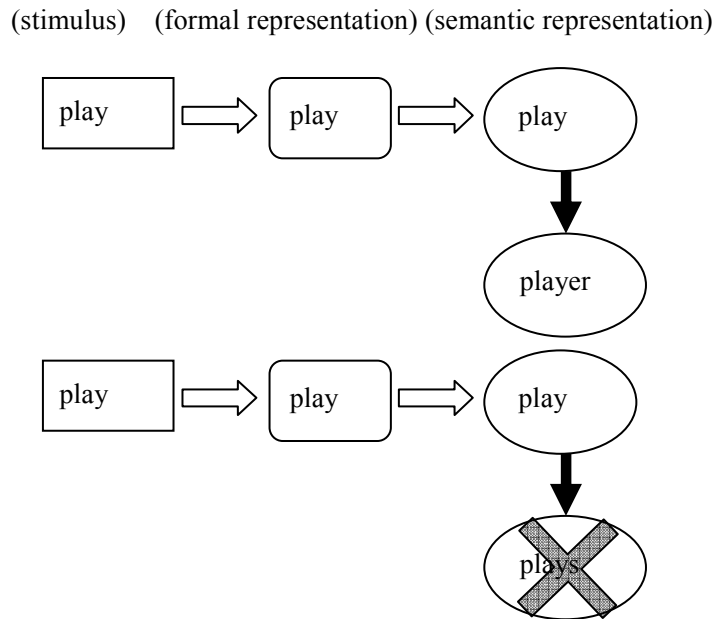 (stimulus) (formal representation) (semantic representation)
play play play
player
play play play
plays